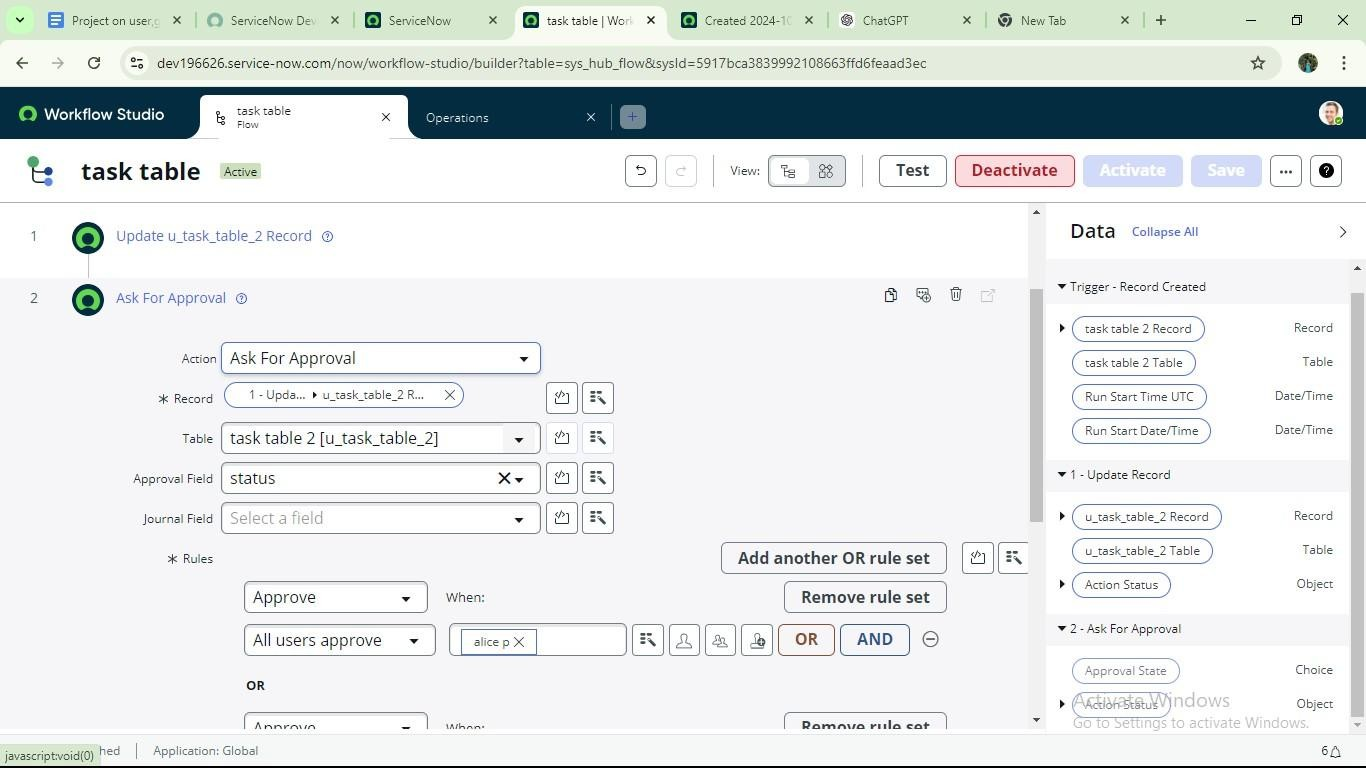 Project on user,g
ServiceNow Dev
ServiceNow
task table | Work
Created 2024-10
ChatGPT
New Tab
dev196626.service-now.com/now/workflow-studio/builder?table=sys_hub_flow&sysId=5917bca3839992108663ffd6feaad3ec
Workflow Studio
task table
Flow
Operations
task table
Active
View:
Test
Deactivate
Activate
Save
1
Update u_task_table_2 Record
2
Ask For Approval
Action
Ask For Approval
* Record
1 - Upda... ▸ u_task_table_2 R...
Table
task table 2 [u_task_table_2]
Approval Field
status
Journal Field
Select a field
* Rules
Add another OR rule set
Approve
When:
Remove rule set
All users approve
alice p
OR
AND
OR
Approve
When:
Remove rule set
Data
Collapse All
Trigger - Record Created
task table 2 Record
Record
task table 2 Table
Table
Run Start Time UTC
Date/Time
Run Start Date/Time
Date/Time
1 - Update Record
u_task_table_2 Record
Record
u_task_table_2 Table
Table
Action Status
Object
2 - Ask For Approval
Approval State
Choice
Action Status
Object
Activate Windows
Go to Settings to activate Windows.
javascript:void(0)
Application: Global
6